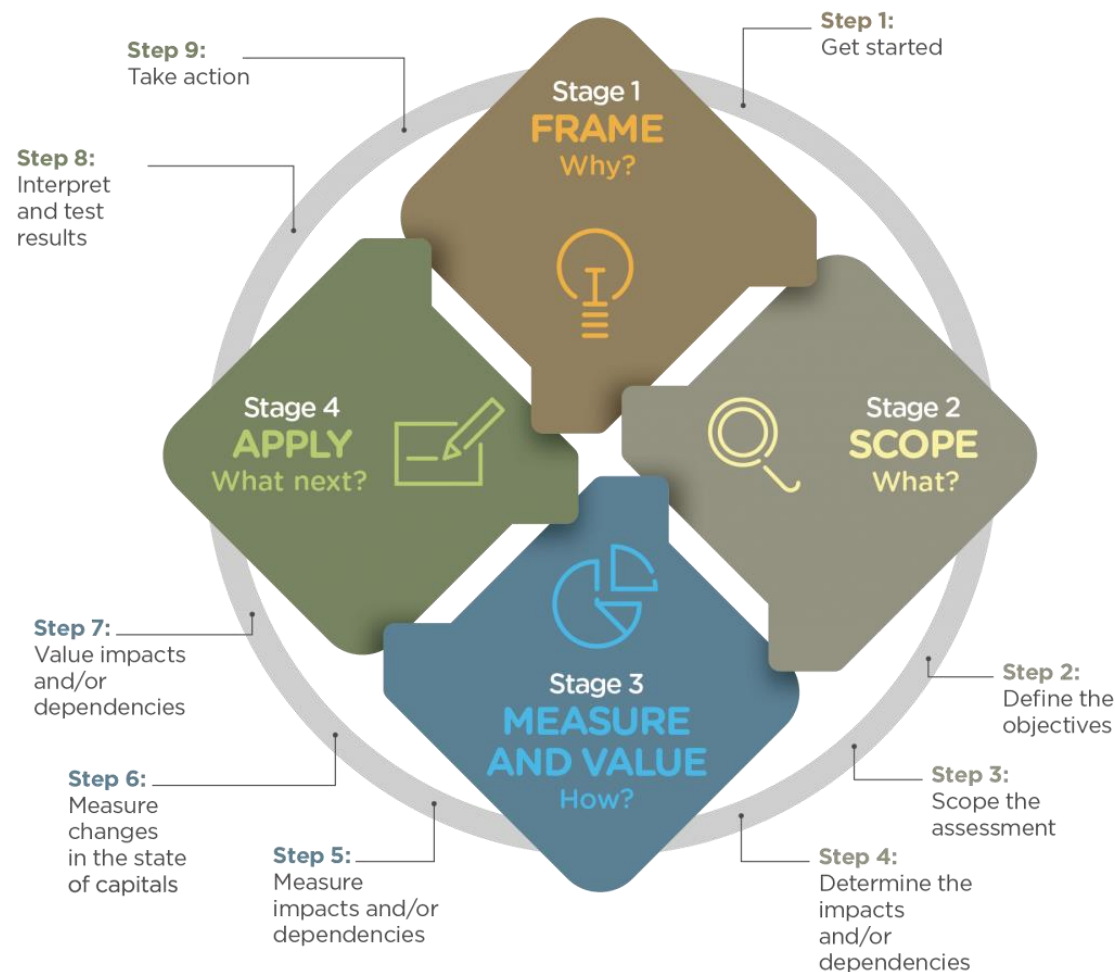 Step 1:
Get started
Stage 1
FRAME
Why?
Stage 2
SCOPE
What?
Step 2:
Define the
objectives
Step 3:
Scope the
assessment
Step 4:
Determine the
impacts
and/or
dependencies
Stage 3
MEASURE
AND VALUE
How?
Step 5:
Measure
impacts and/or
dependencies
Step 6:
Measure
changes
in the state
of capitals
Step 7:
Value impacts
and/or
dependencies
Stage 4
APPLY
What next?
Step 8:
Interpret
and test
results
Step 9:
Take action